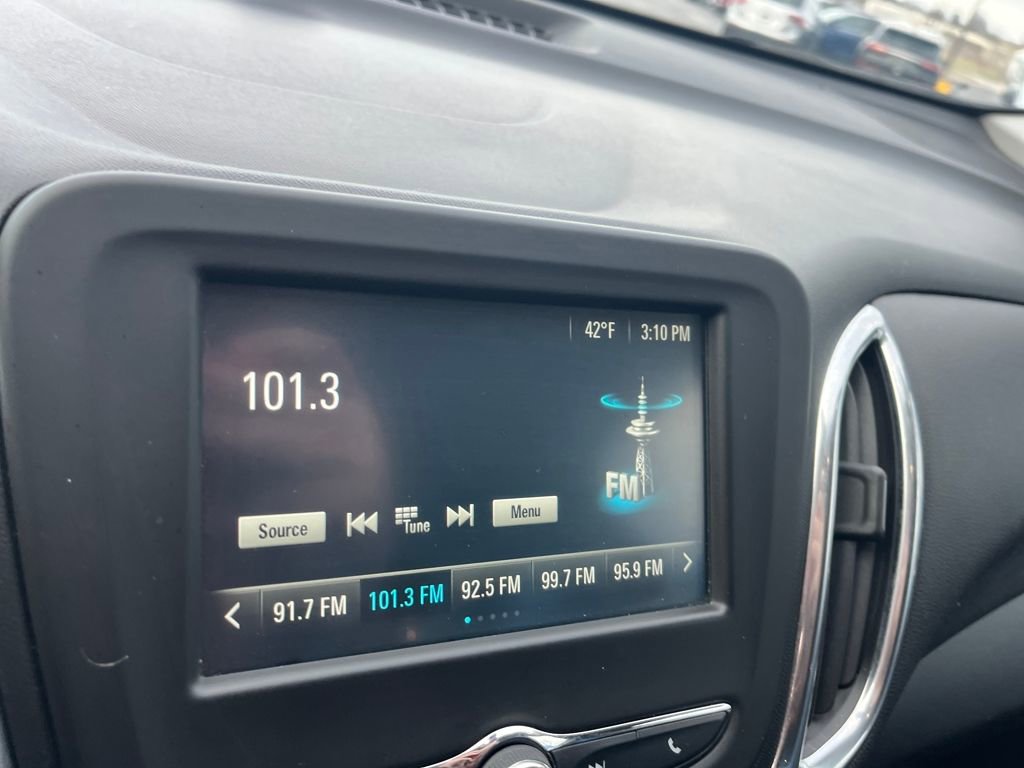 42°F 3:10 PM
101.3
FM
Source Tune Menu
91.7 FM 101.3 FM 92.5 FM 99.7 FM 95.9 FM